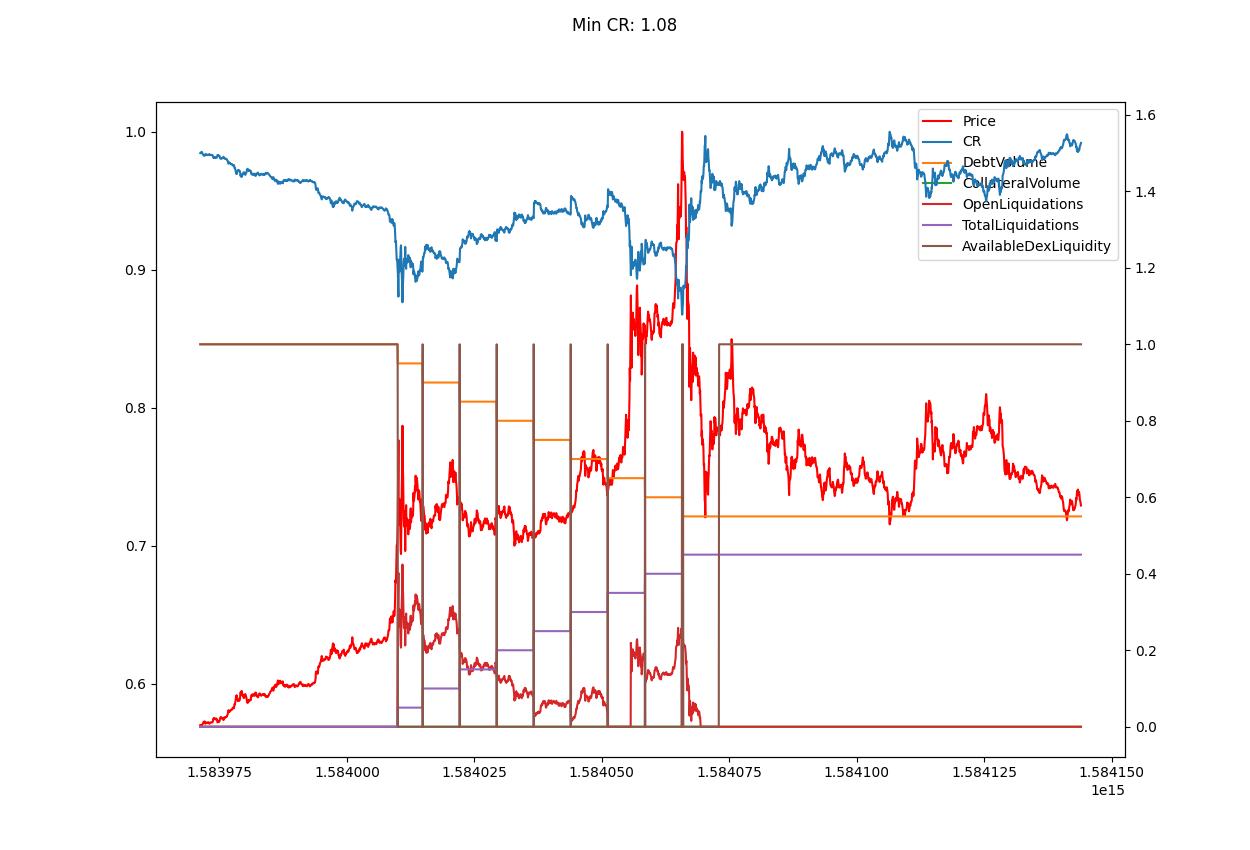 Min CR: 1.08
1.0
0.9
0.8
0.7
0.6
1.6
1.4
1.2
1.0
0.8
0.6
0.4
0.2
0.0
Price
CR
DebtVolume
CollateralVolume
OpenLiquidations
TotalLiquidations
AvailableDexLiquidity
1.583975 1.584000 1.584025 1.584050 1.584075 1.584100 1.584125 1.584150
1e15